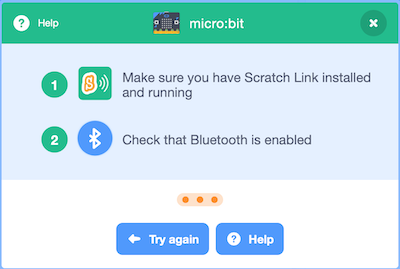 Help
micro:bit
1
Make sure you have Scratch Link installed
and running
2
Check that Bluetooth is enabled
Try again
Help